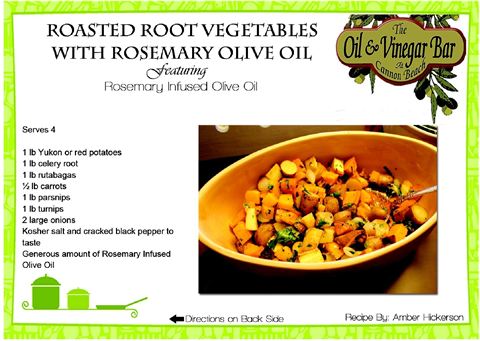 ROASTED ROOT VEGETABLES
WITH ROSEMARY OLIVE OIL
Featuring
Rosemary Infused Olive Oil
The
Oil & Vinegar Bar
At
Cannon Beach
Serves 4
1 lb Yukon or red potatoes
1 lb celery root
1 lb rutabagas
½ lb carrots
1 lb parsnips
1 lb turnips
2 large onions
Kosher salt and cracked black pepper to
taste
Generous amount of Rosemary Infused
Olive Oil
Directions on Back Side
Recipe By: Amber Hickerson